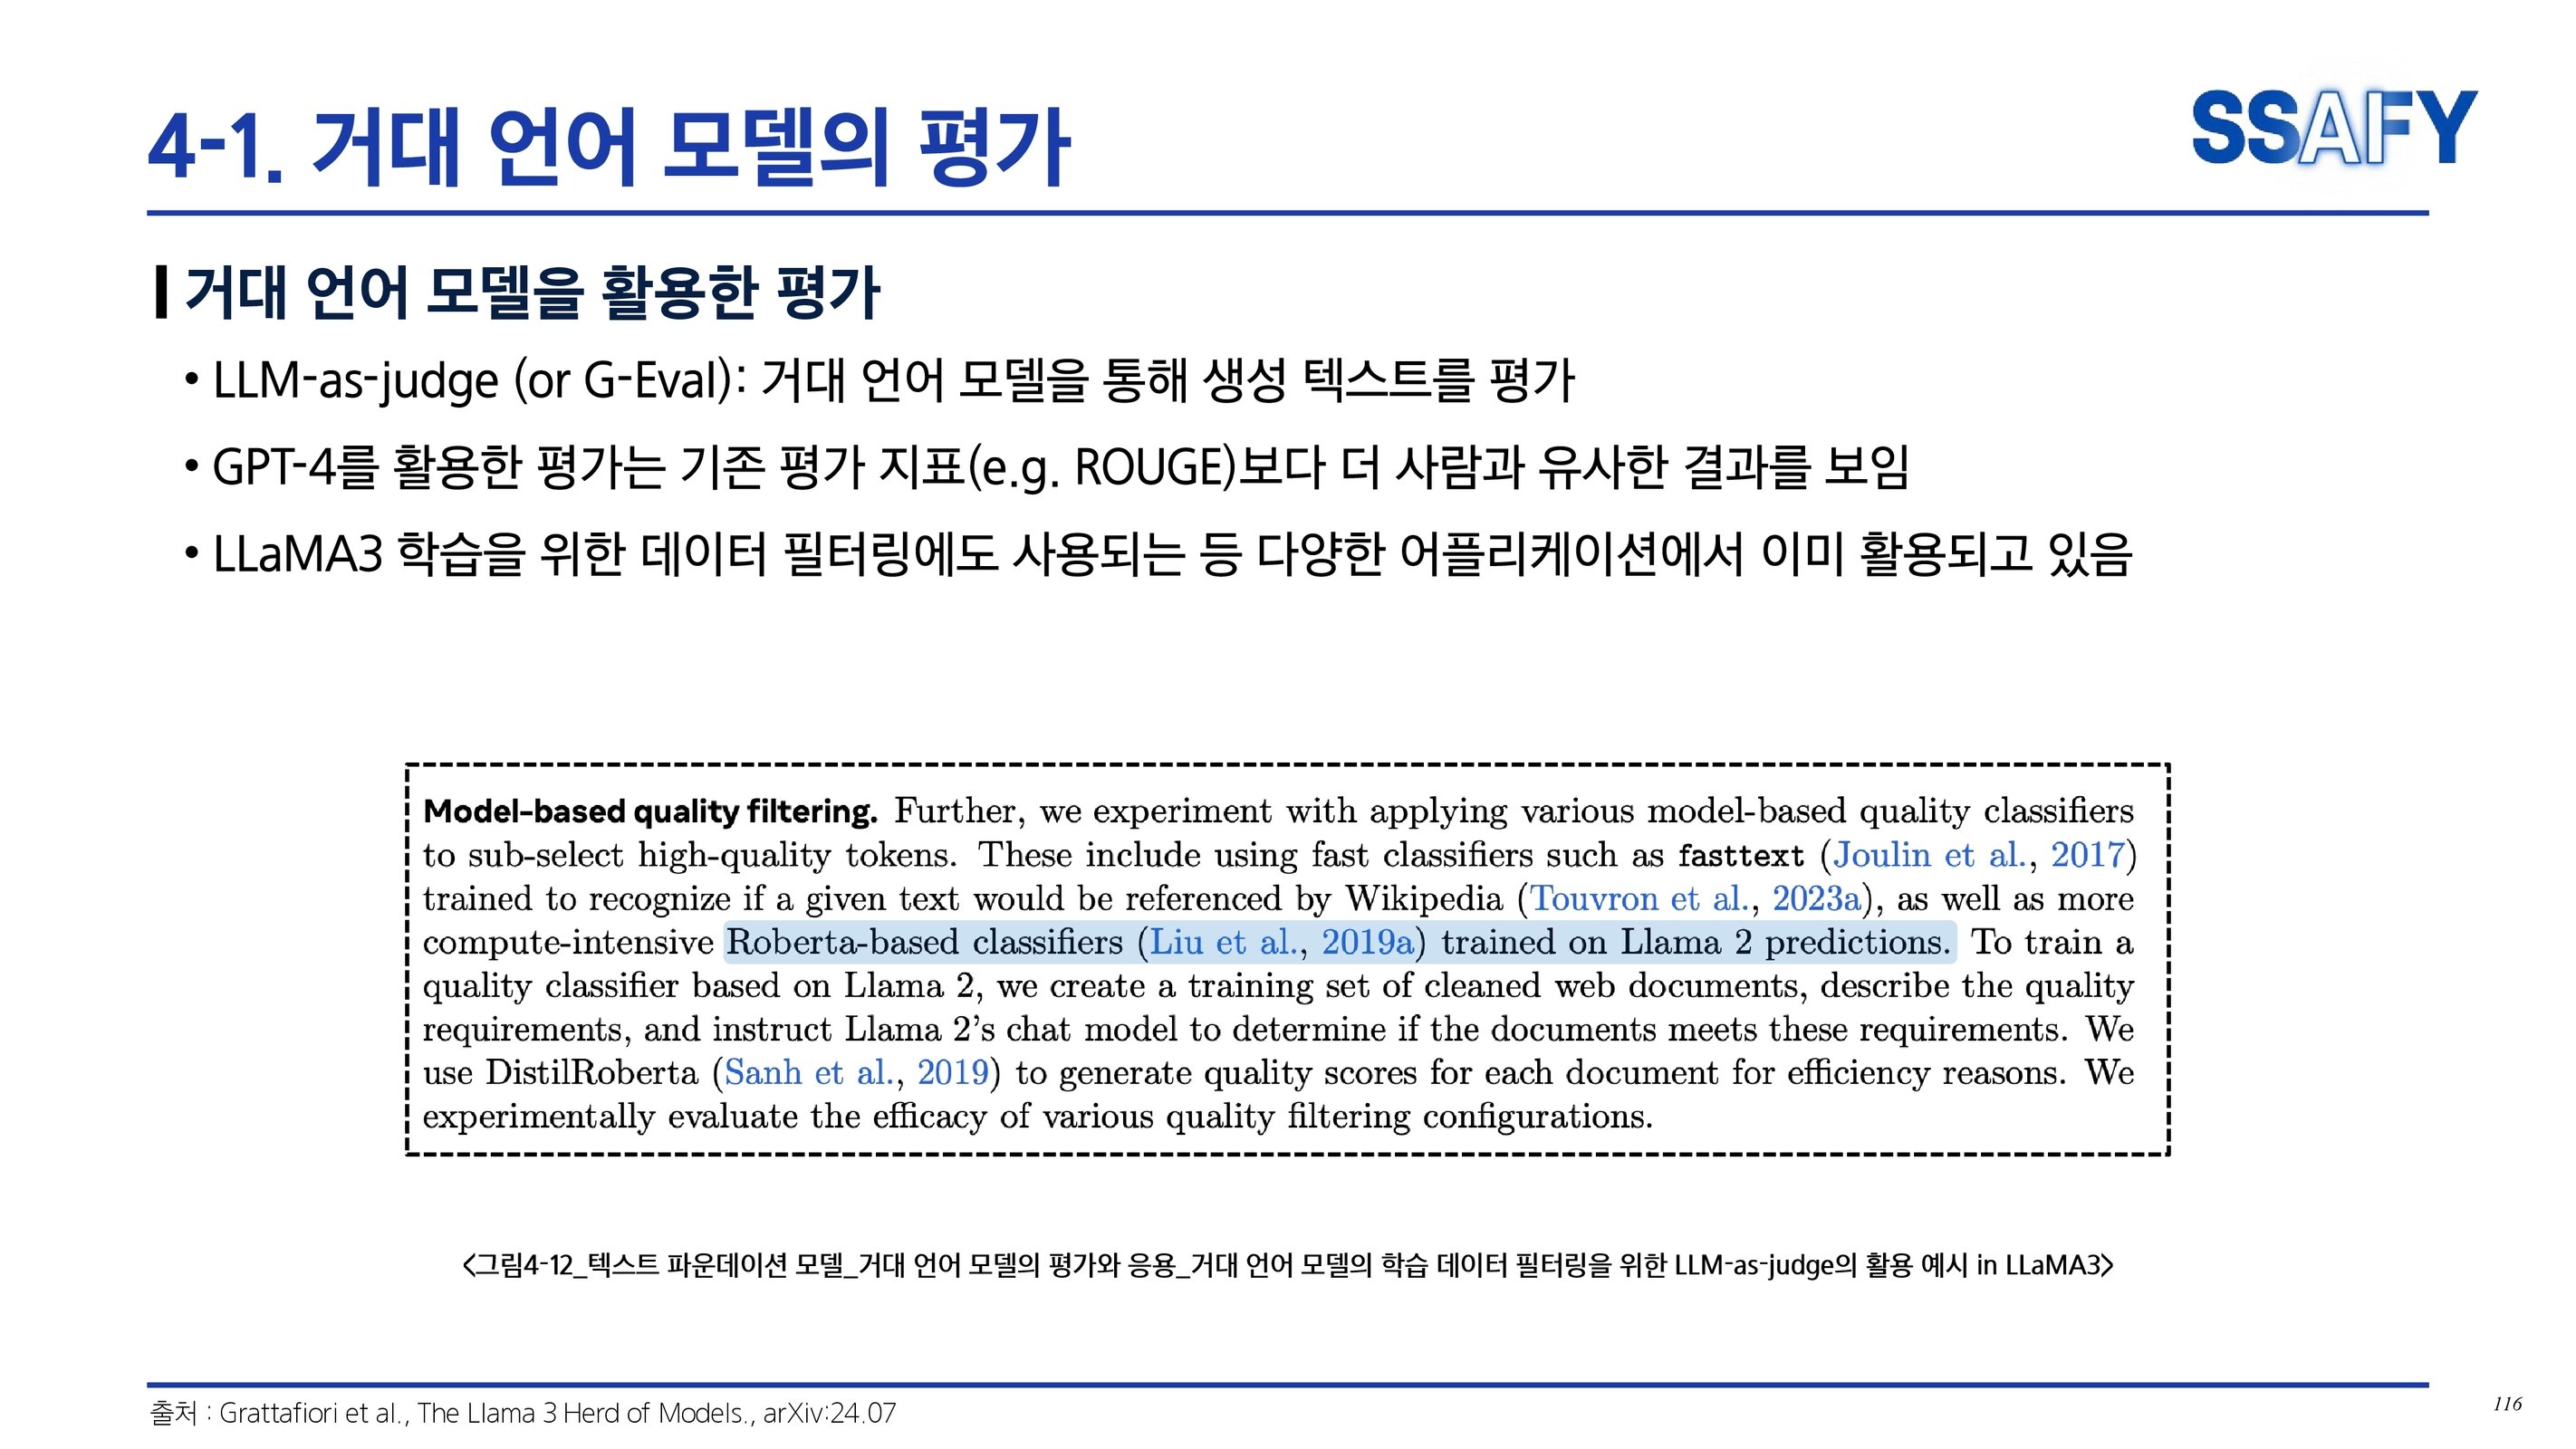 4-1. 거대 언어 모델의 평가
SSAFY
거대 언어 모델을 활용한 평가
• LLM-as-judge (or G-Eval): 거대 언어 모델을 통해 생성 텍스트를 평가
• GPT-4를 활용한 평가는 기존 평가 지표(e.g. ROUGE)보다 더 사람과 유사한 결과를 보임
• LLaMA3 학습을 위한 데이터 필터링에도 사용되는 등 다양한 어플리케이션에서 이미 활용되고 있음
Model-based quality filtering. Further, we experiment with applying various model-based quality classifiers
to sub-select high-quality tokens. These include using fast classifiers such as fasttext (Joulin et al., 2017)
trained to recognize if a given text would be referenced by Wikipedia (Touvron et al., 2023a), as well as more
compute-intensive Roberta-based classifiers (Liu et al., 2019a) trained on Llama 2 predictions. To train a
quality classifier based on Llama 2, we create a training set of cleaned web documents, describe the quality
requirements, and instruct Llama 2's chat model to determine if the documents meets these requirements. We
use DistilRoberta (Sanh et al., 2019) to generate quality scores for each document for efficiency reasons. We
experimentally evaluate the efficacy of various quality filtering configurations.
<그림4-12_텍스트 파운데이션 모델_거대 언어 모델의 평가와 응용_거대 언어 모델의 학습 데이터 필터링을 위한 LLM-as-judge의 활용 예시 in LLaMA3>
출처 : Grattafiori et al., The Llama 3 Herd of Models., arXiv:24.07
116